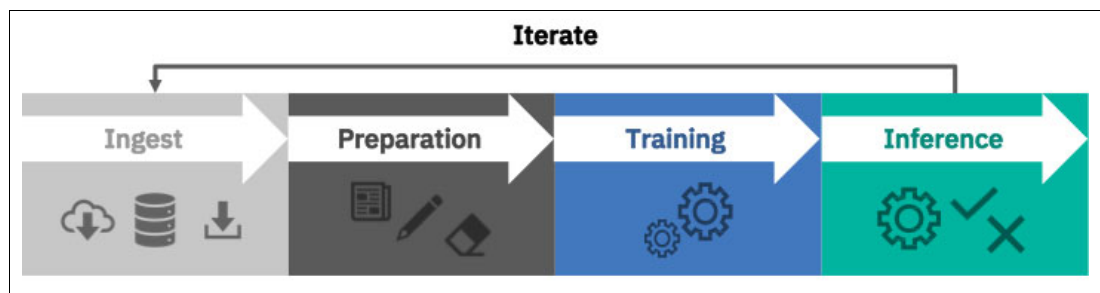 Iterate
Ingest
Preparation
Training
Inference